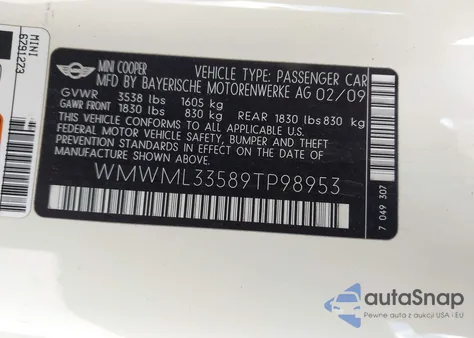 MINI
6791273
MINI COOPER VEHICLE TYPE: PASSENGER CAR
MFD BY BAYERISCHE MOTORENWERKE AG 02/09
GVWR 3538 lbs 1605 kg
GAWR FRONT 1830 lbs 830 kg REAR 1830 lbs 830 kg
THIS VEHICLE CONFORMS TO ALL APPLICABLE
FEDERAL MOTOR VEHICLE SAFETY, BUMPER AND
THEFT PREVENTION STANDARDS IN EFFECT ON
THE DATE OF MANUFACTURE SHOWN ABOVE.
WMWML33589TP98953
7 049 307
autoSnap
Pewne auta z aukcji USA i EU